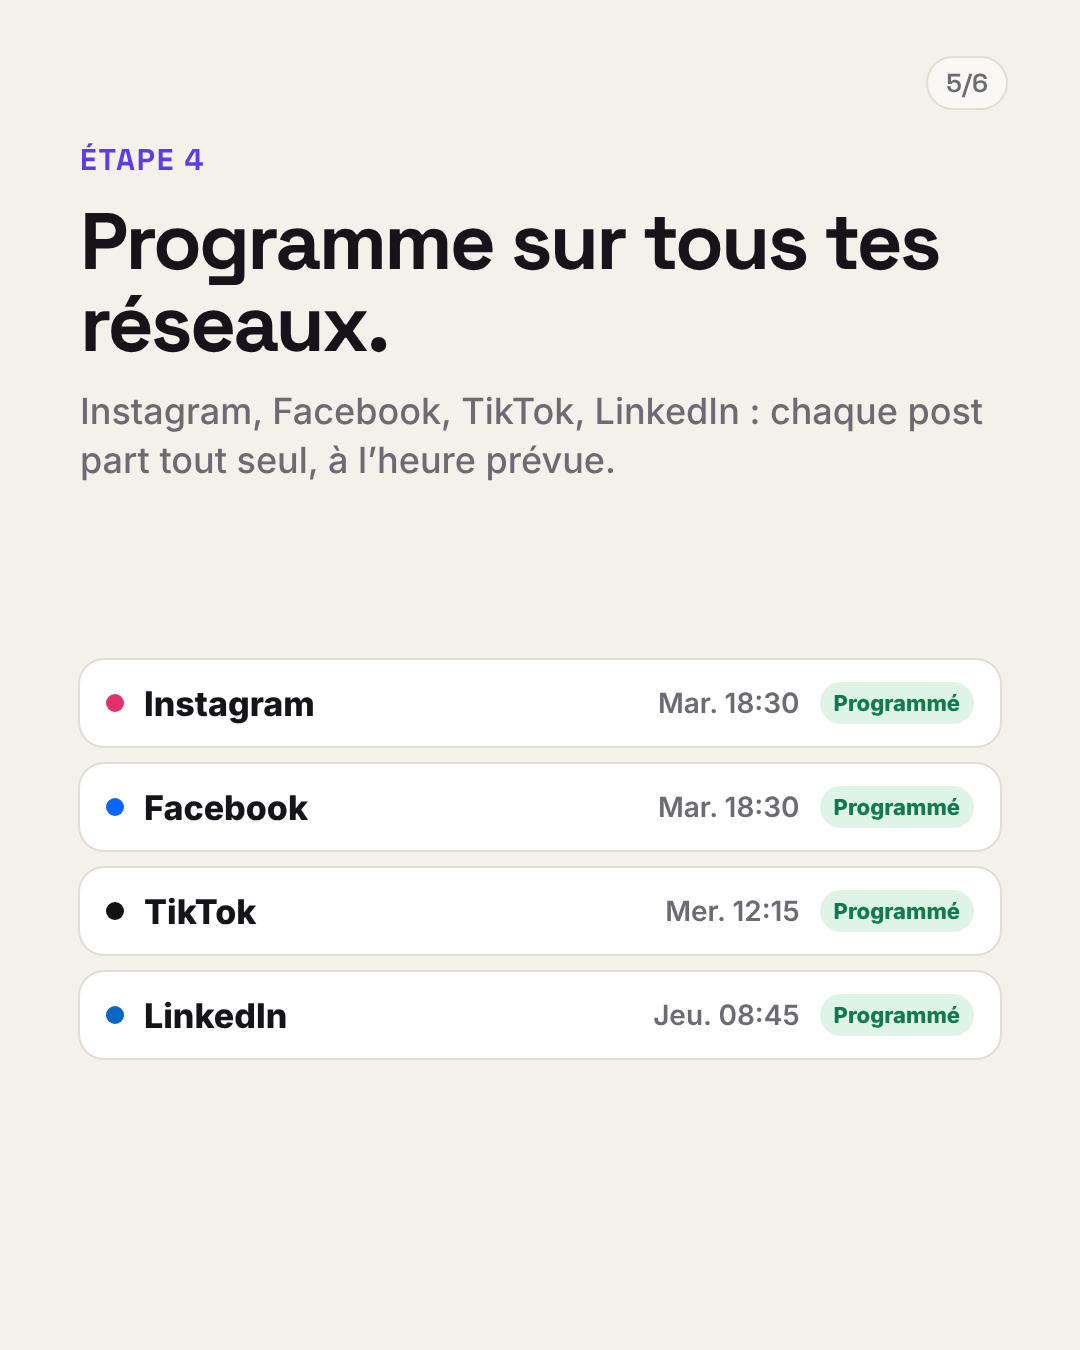 5/6
ÉTAPE 4
Programme sur tous tes
réseaux.
Instagram, Facebook, TikTok, LinkedIn : chaque post
part tout seul, à l’heure prévue.
Instagram Mar. 18:30 Programmé
Facebook Mar. 18:30 Programmé
TikTok Mer. 12:15 Programmé
LinkedIn Jeu. 08:45 Programmé